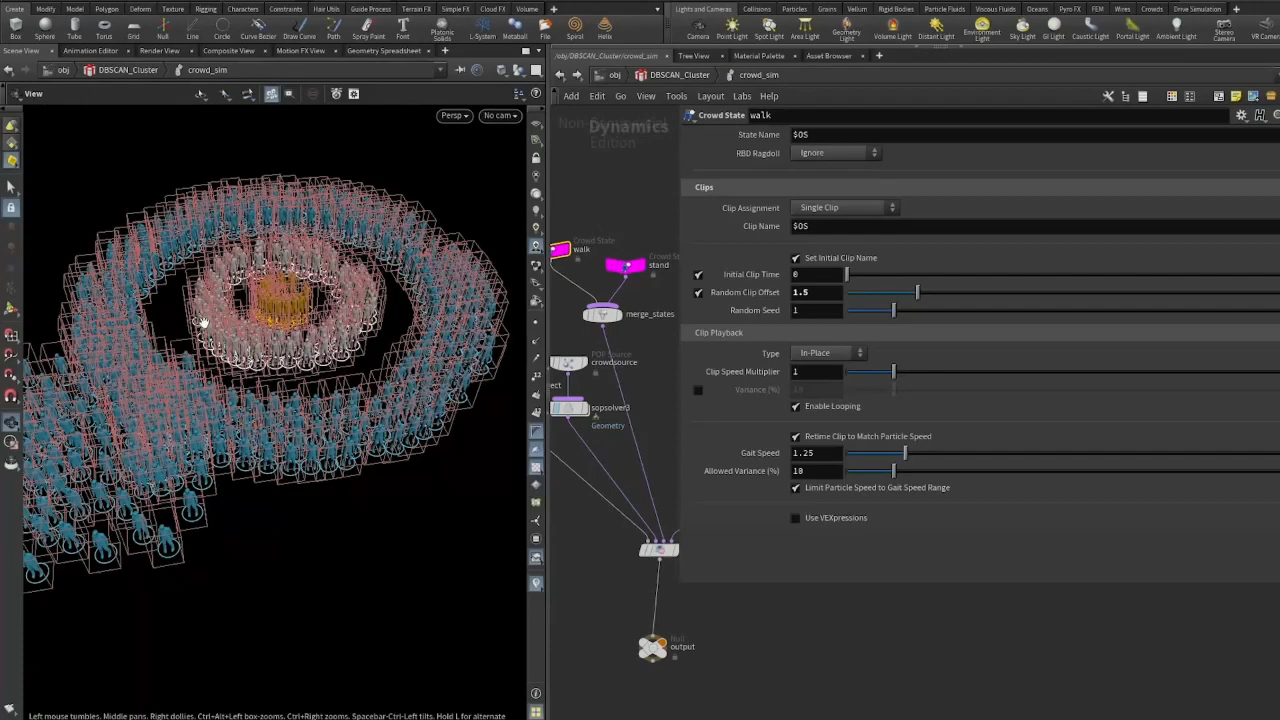 Create Modify Model Polygon Deform Texture Rigging Characters Constraints Hair Utils Guide Process Terrain FX Simple FX Cloud FX Volume
Lights and Cameras Collisions Particles Grains Vellum Rigid Bodies Particle Fluids Viscous Fluids Oceans Pyro FX FEM Wires Crowds Drive Simulation
Box Sphere Tube Torus Grid Line Circle Curve Bezier Draw Curve Path Spray Paint Font Platonic Solids L-System Metaball File Spiral Helix
Camera Point Light Spot Light Area Light Geometry Light Volume Light Distant Light Environment Light Sky Light GI Light Caustic Light Portal Light Ambient Light Stereo Camera VR Camera
Scene View Animation Editor Render View Composite View Motion FX View Geometry Spreadsheet
/obj/DBSCAN_Cluster/crowd_sim Tree View Material Palette Asset Browser
obj DBSCAN_Cluster crowd_sim
obj DBSCAN_Cluster crowd_sim
View
Add Edit Go View Tools Layout Labs Help
Persp No cam
Dynamics
Edition
Crowd State walk
State Name $OS
RBD Ragdoll Ignore
Clips
Clip Assignment Single Clip
Clip Name $OS
Set Initial Clip Name
Initial Clip Time 0
Random Clip Offset 1.5
Random Seed 1
Clip Playback
Type In-Place
Clip Speed Multiplier 1
Variance (%)
Enable Looping
Retime Clip to Match Particle Speed
Gait Speed 1.25
Allowed Variance (%) 10
Limit Particle Speed to Gait Speed Range
Use VEXpressions
Crowd State
walk
Crowd S
stand
merge_states
POP Source
crowdsource
ect
sopsolver3
Geometry
Null
output
Left mouse tumbles. Middle pans. Right dollies. Ctrl+Alt+Left box-zooms. Ctrl+Right zooms. Spacebar-Ctrl-Left tilts. Hold L for alternate